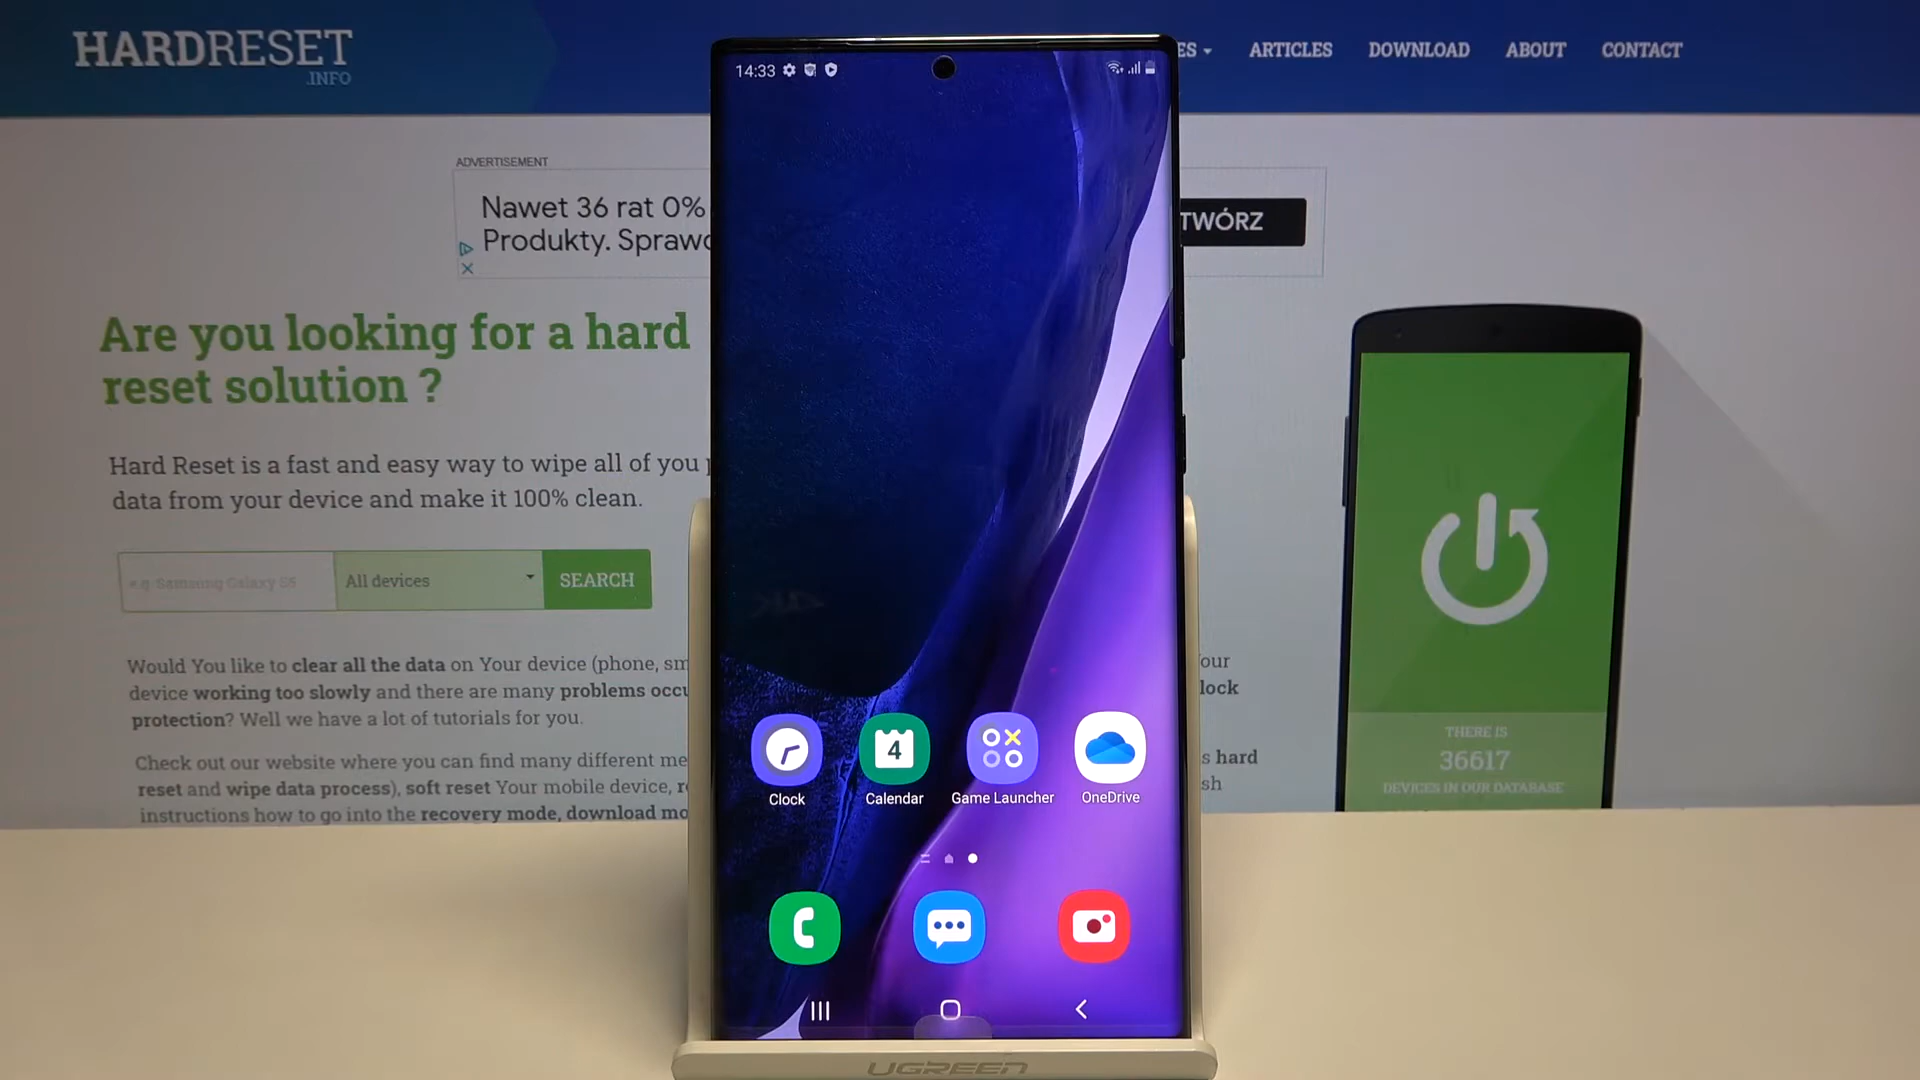 HARDRESET
.INFO
ES
ARTICLES
DOWNLOAD
ABOUT
CONTACT
14:33
ADVERTISEMENT
Nawet 36 rat 0%
Produkty.
TWÓRZ
Are you looking for a hard
reset solution ?
Hard Reset is a fast and easy way to wipe all of you
data from your device and make it 100% clean.
e.g. Samsung Galaxy S5
All devices
SEARCH
Would You like to clear all the data on Your device (phone,
device working too slowly and there are many problems
protection? Well we have a lot of tutorials for you.
Check out our website where you can find many different
reset and wipe data process), soft reset Your mobile device,
instructions how to go into the recovery mode, download
our
lock
s hard
sh
THERE IS
36617
DEVICES IN OUR DATABASE
4
Clock
Calendar
Game Launcher
OneDrive
UGREEN